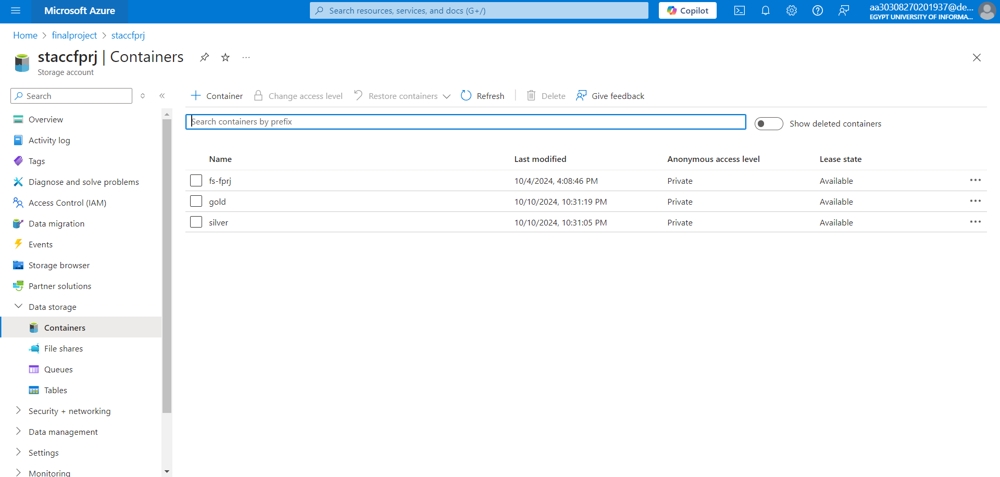 Microsoft Azure
Search resources, services, and docs (G+/)
Copilot
aa30308270201937@de...
EGYPT UNIVERSITY OF INFORMA...
Home > finalproject > staccfprj
staccfprj | Containers
Storage account
Search
Container
Change access level
Restore containers
Refresh
Delete
Give feedback
Search containers by prefix
Show deleted containers
Overview
Activity log
Tags
Diagnose and solve problems
Access Control (IAM)
Data migration
Events
Storage browser
Partner solutions
Data storage
Containers
File shares
Queues
Tables
Security + networking
Data management
Settings
Monitoring
Name Last modified Anonymous access level Lease state
fs-fprj 10/4/2024, 4:08:46 PM Private Available
gold 10/10/2024, 10:31:19 PM Private Available
silver 10/10/2024, 10:31:05 PM Private Available